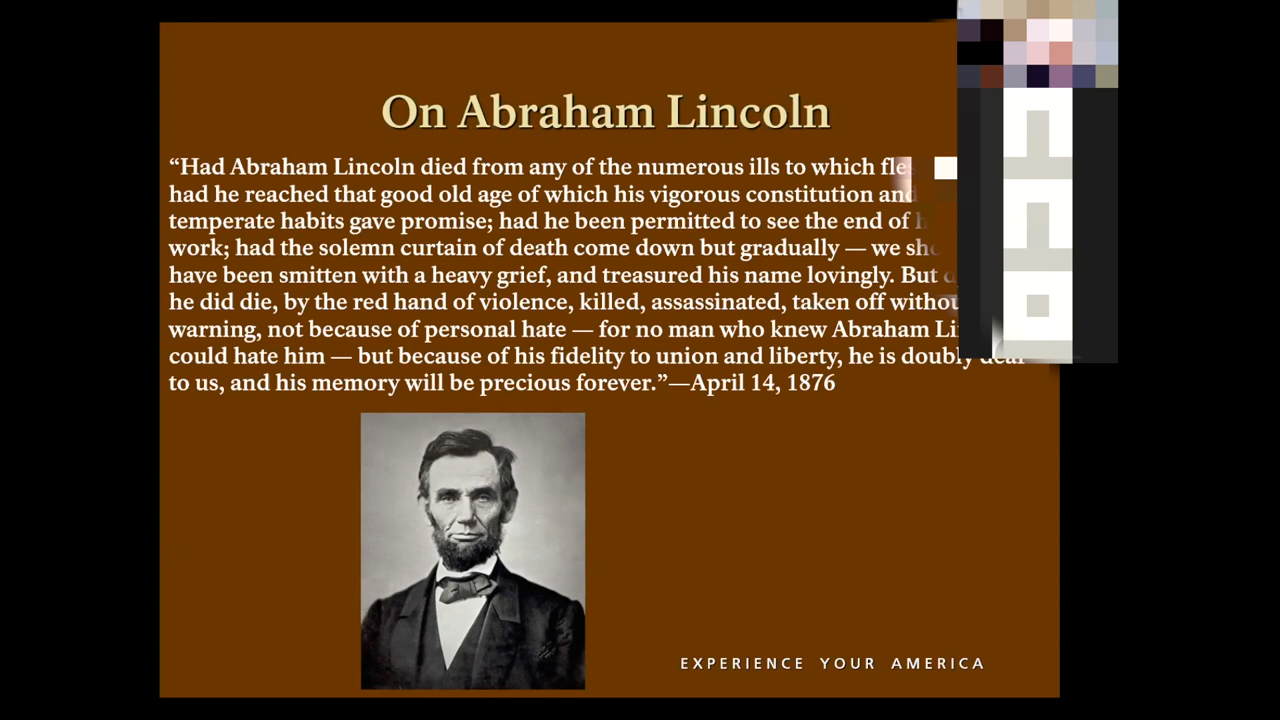 On Abraham Lincoln
“Had Abraham Lincoln died from any of the numerous ills to which
had he reached that good old age of which his vigorous constitution and
temperate habits gave promise; had he been permitted to see the end of
work; had the solemn curtain of death come down but gradually — we
have been smitten with a heavy grief, and treasured his name lovingly. But
he did die, by the red hand of violence, killed, assassinated, taken off
warning, not because of personal hate — for no man who knew Abraham
could hate him — but because of his fidelity to union and liberty, he is doubly dear
to us, and his memory will be precious forever.”—April 14, 1876
EXPERIENCE YOUR AMERICA